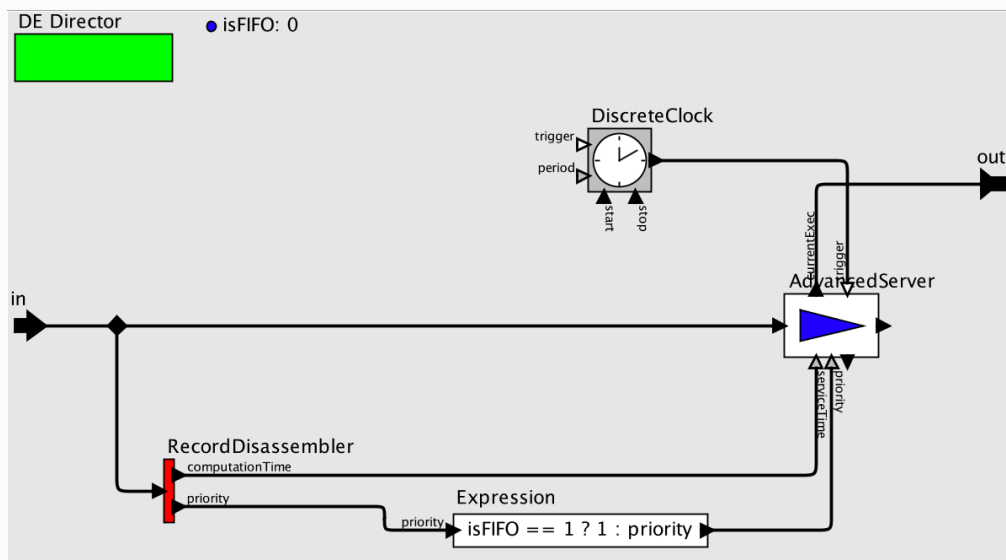 DE Director
isFIFO: 0
DiscreteClock
trigger
period
start
stop
out
currentExec
trigger
AdvancedServer
in
serviceTime
priority
RecordDisassembler
computationTime
priority
Expression
priority
isFIFO == 1 ? 1 : priority